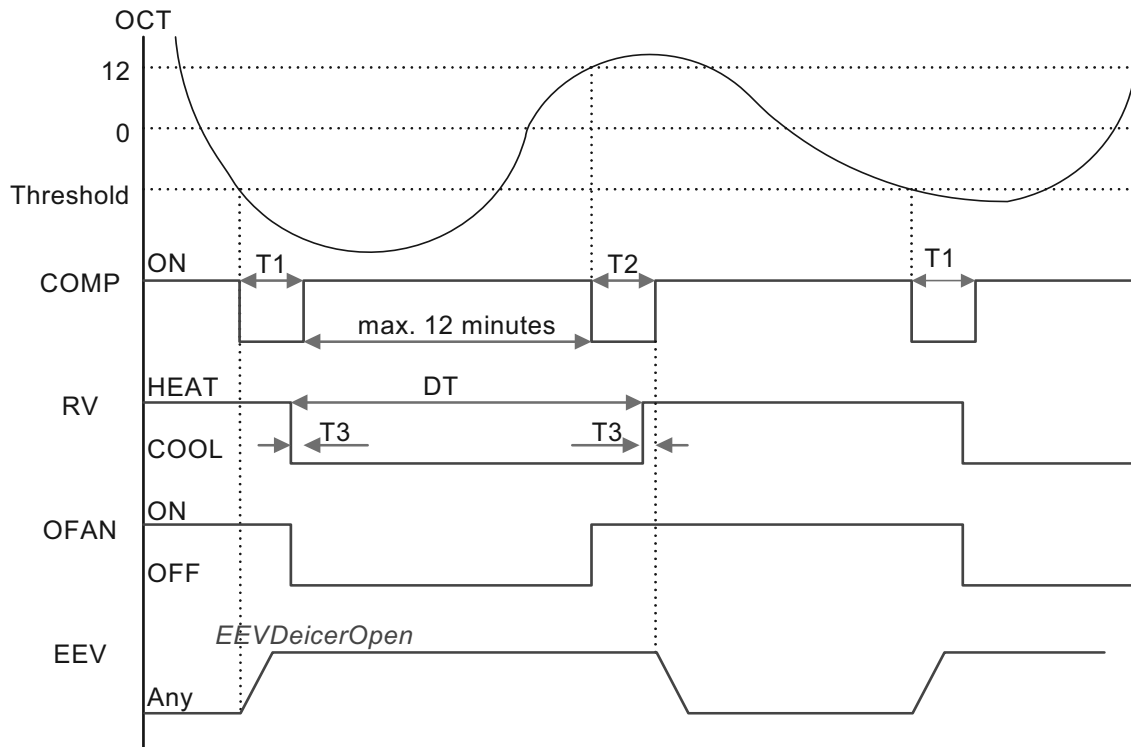 OCT
12
0
Threshold
COMP
ON
T1
T2
T1
max. 12 minutes
RV
HEAT
DT
COOL
T3
T3
OFAN
ON
OFF
EEV
EEVDeicerOpen
Any